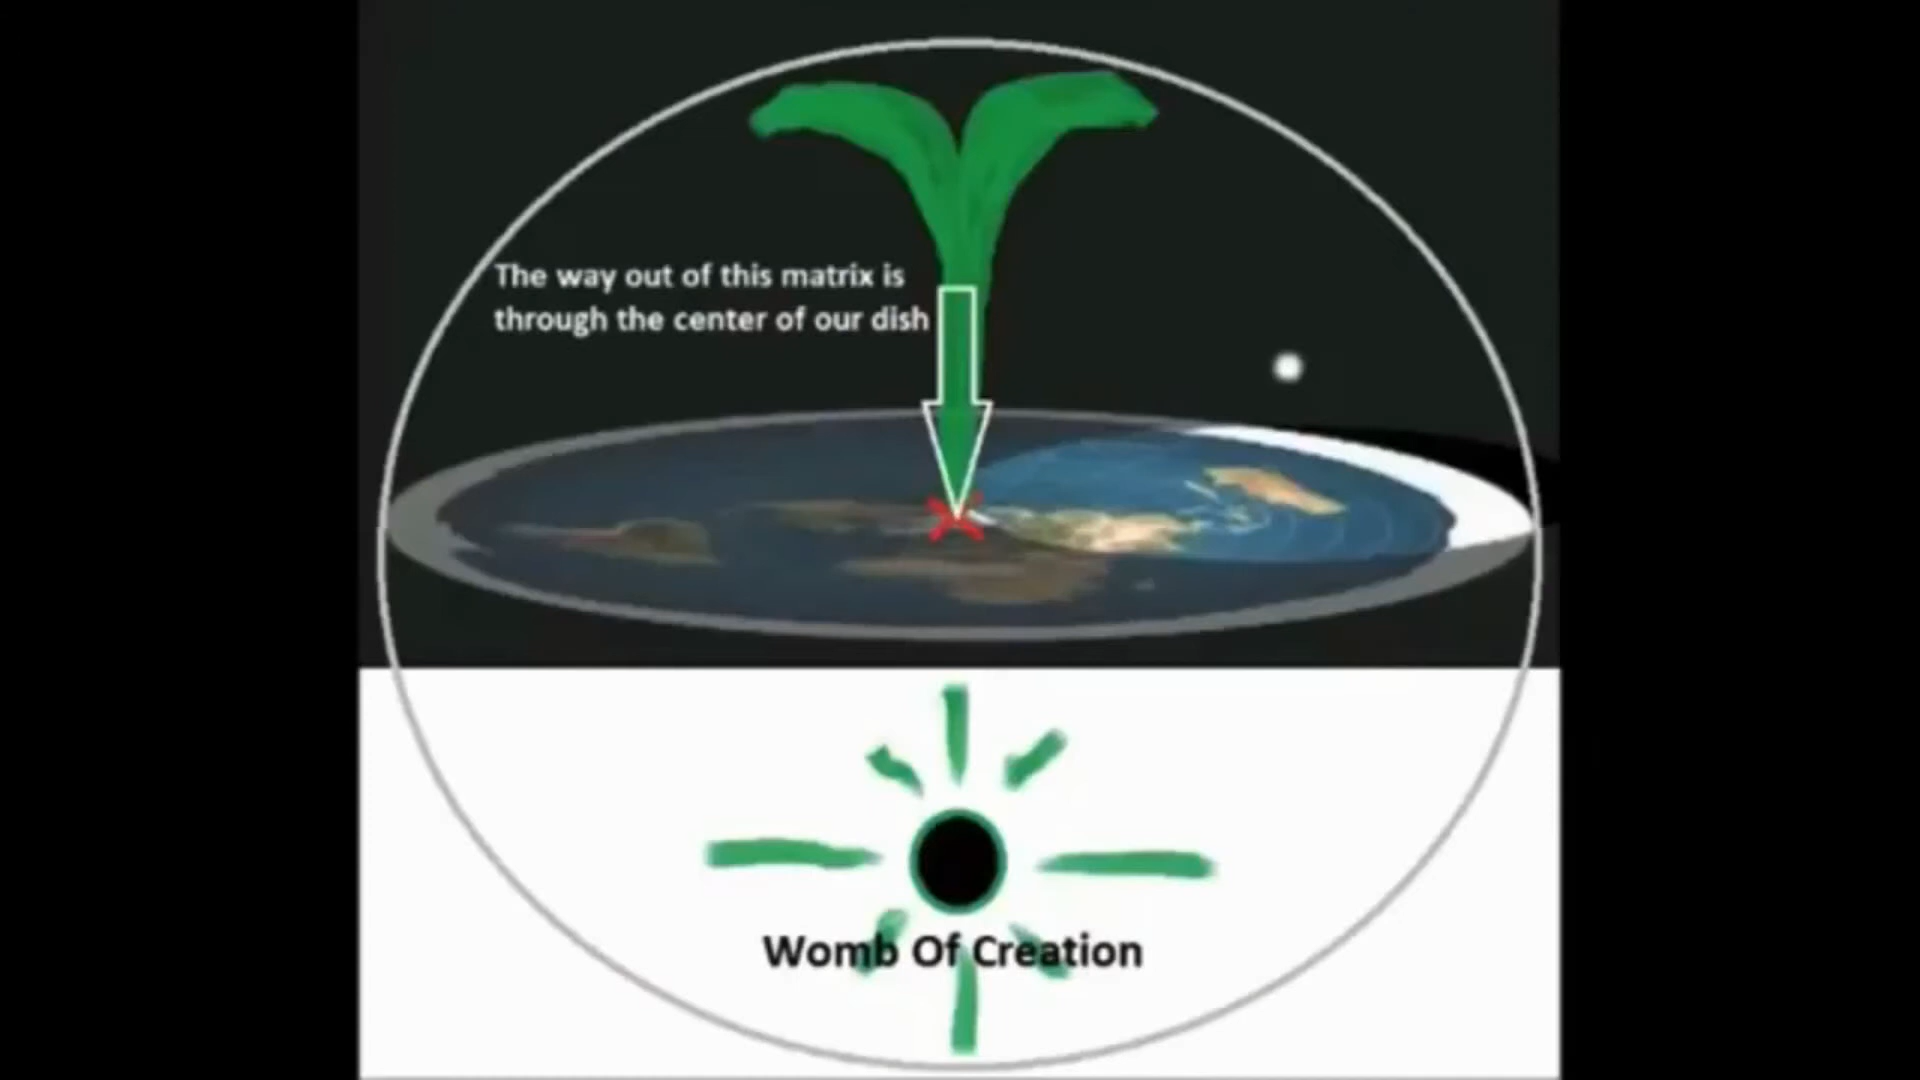 The way out of this matrix is
through the center of our dish
Womb Of Creation